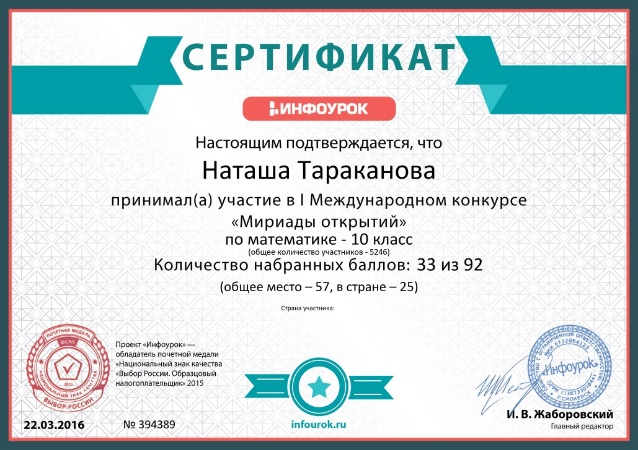 СЕРТИФИКАТ
ИНФОУРОК
Настоящим подтверждается, что
Наташа Тараканова
принимал(а) участие в I Международном конкурсе
«Мириады открытий»
по математике - 10 класс
(общее количество участников - 5246)
Количество набранных баллов: 33 из 92
(общее место – 57, в стране – 25)
Страна участника:
Проект «Инфоурок» —
обладатель почетной медали
«Национальный знак качества
«Выбор России. Образцовый
налогоплательщик» 2015
ПОЧЕТНАЯ МЕДАЛЬ
2015
ВЫБОР РОССИИ
«Инфоурок»
И. В. Жаборовский
Главный редактор
22.03.2016
№ 394389
infourok.ru